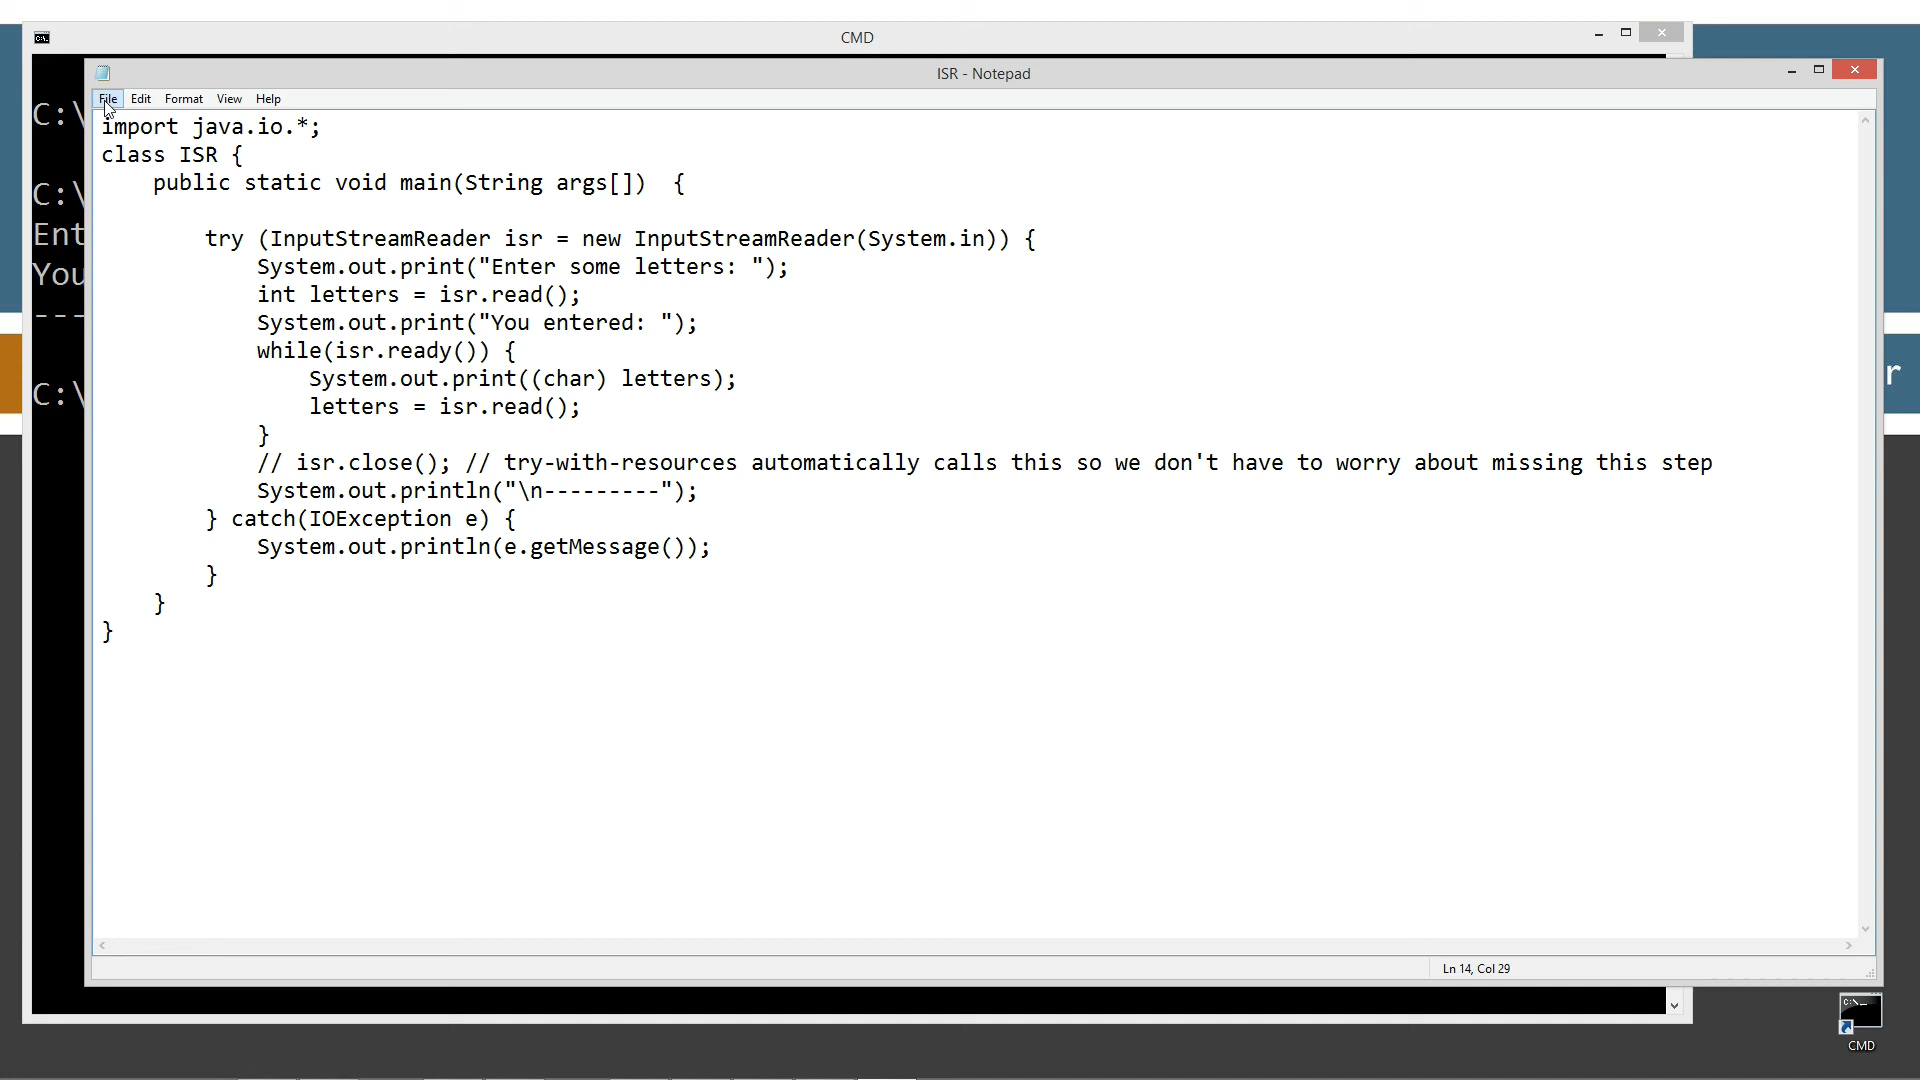 CMD
ISR - Notepad
File Edit Format View Help
C:\
C:\
Ent
You
---
C:\
import java.io.*;
class ISR {
public static void main(String args[])  {
try (InputStreamReader isr = new InputStreamReader(System.in)) {
System.out.print("Enter some letters: ");
int letters = isr.read();
System.out.print("You entered: ");
while(isr.ready()) {
System.out.print((char) letters);
letters = isr.read();
}
// isr.close(); // try-with-resources automatically calls this so we don't have to worry about missing this step
System.out.println("\n---------");
} catch(IOException e) {
System.out.println(e.getMessage());
}
}
}
r
Ln 14, Col 29
CMD